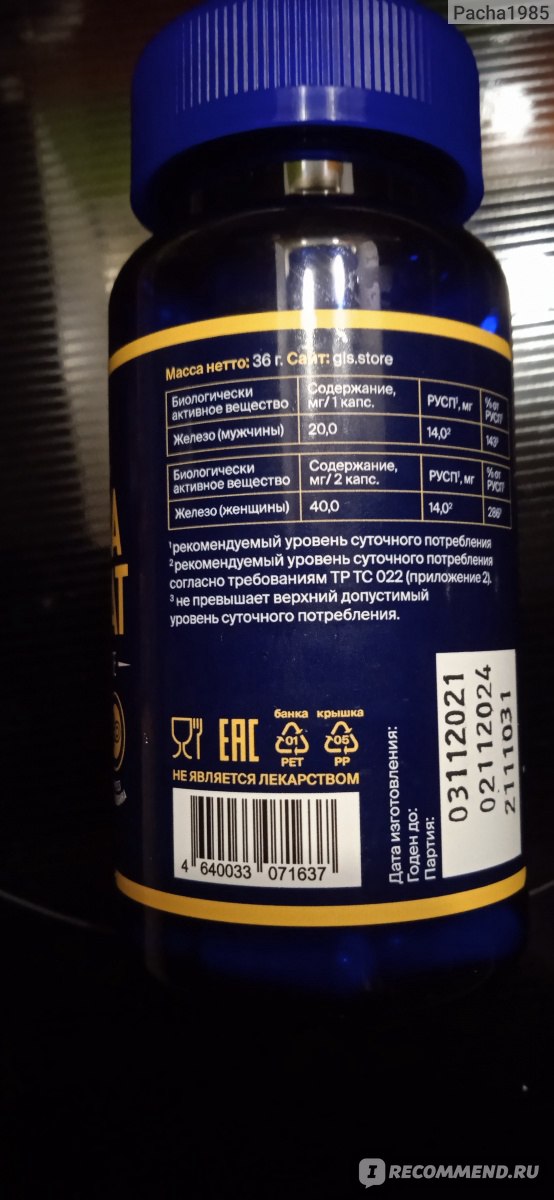 Pacha1985
Масса нетто: 36 г. Сайт: gls.store
Биологически активное вещество | Содержание, мг/ 1 капс. | РУСП¹, мг | % от РУСП¹
Железо (мужчины) | 20,0 | 14,0² | 143³
Биологически активное вещество | Содержание, мг/ 2 капс. | РУСП¹, мг | % от РУСП¹
Железо (женщины) | 40,0 | 14,0² | 286³
¹рекомендуемый уровень суточного потребления
²рекомендуемый уровень суточного потребления
согласно требованиям ТР ТС 022 (приложение 2).
³ не превышает верхний допустимый
уровень суточного потребления.
банка крышка
EAC
01 05
PET PP
НЕ ЯВЛЯЕТСЯ ЛЕКАРСТВОМ
4 640033 071637
Дата изготовления: 03112021
Годен до: 02112024
Партия: 2111031
I RECOMMEND.RU